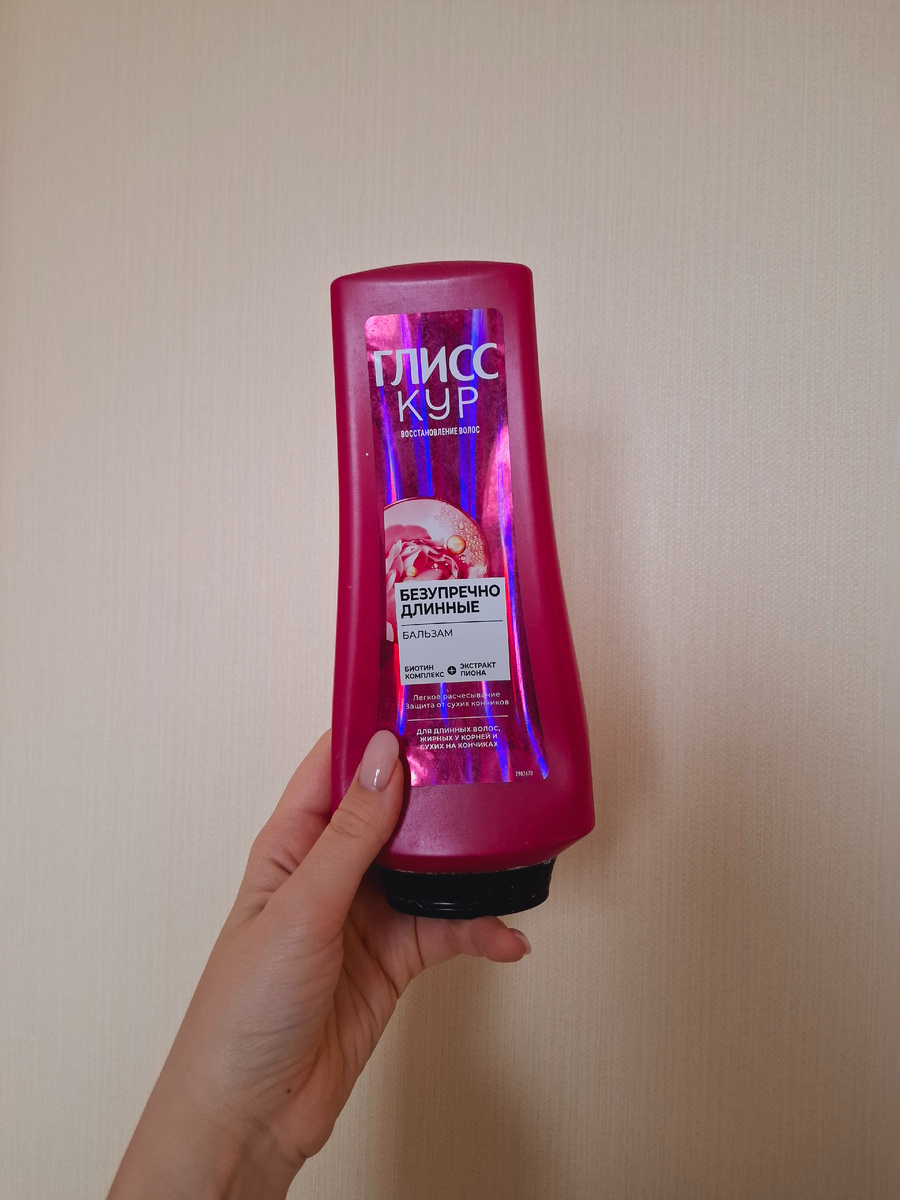 ГЛИСС
КУР
ВОССТАНОВЛЕНИЕ ВОЛОС
БЕЗУПРЕЧНО
ДЛИННЫЕ
БАЛЬЗАМ
БИОТИН КОМПЛЕКС + ЭКСТРАКТ ПИОНА
Легкое расчесывание
Защита от сухих кончиков
ДЛЯ ДЛИННЫХ ВОЛОС,
ЖИРНЫХ У КОРНЕЙ И
СУХИХ НА КОНЧИКАХ
2982670